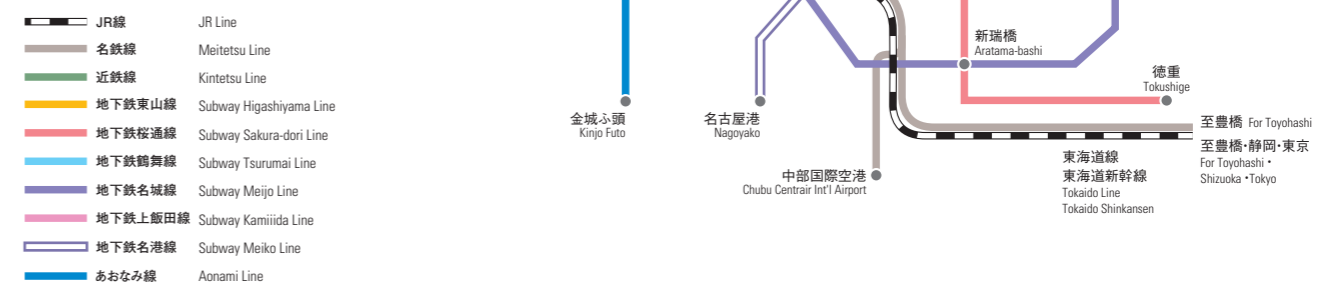 JR線 JR Line
名鉄線 Meitetsu Line
近鉄線 Kintetsu Line
地下鉄東山線 Subway Higashiyama Line
地下鉄桜通線 Subway Sakura-dori Line
地下鉄鶴舞線 Subway Tsurumai Line
地下鉄名城線 Subway Meijo Line
地下鉄上飯田線 Subway Kamiiida Line
地下鉄名港線 Subway Meiko Line
あおなみ線 Aonami Line
金城ふ頭
Kinjo Futo
名古屋港
Nagoyako
新瑞橋
Aratama-bashi
徳重
Tokushige
中部国際空港
Chubu Centrair Int'l Airport
至豊橋 For Toyohashi
至豊橋・静岡・東京
For Toyohashi・
Shizuoka・Tokyo
東海道線
東海道新幹線
Tokaido Line
Tokaido Shinkansen